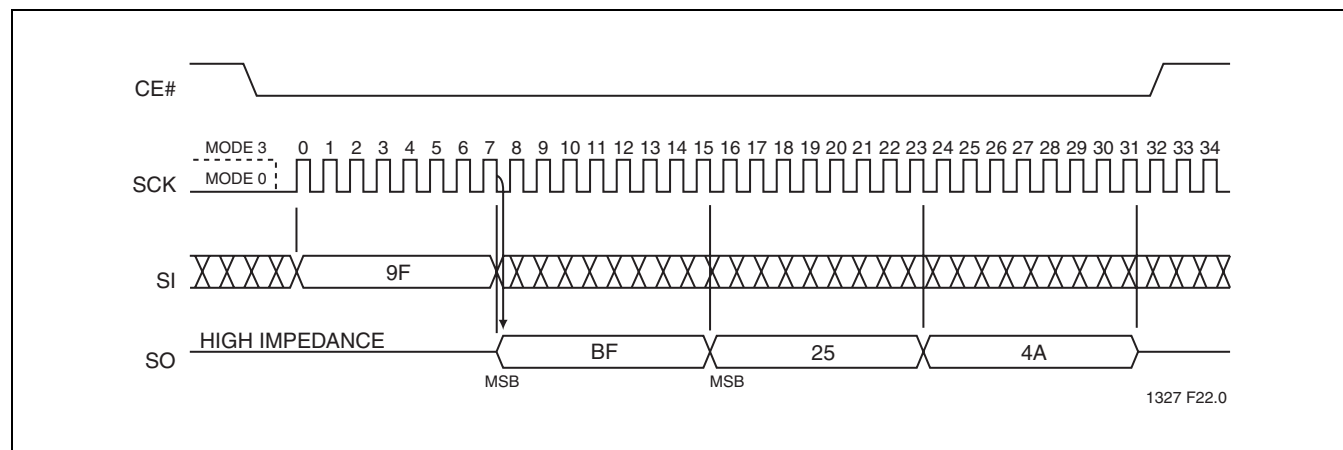 CE#
MODE 3 0 1 2 3 4 5 6 7 8 9 10 11 12 13 14 15 16 17 18 19 20 21 22 23 24 25 26 27 28 29 30 31 32 33 34
SCK MODE 0
SI 9F
SO HIGH IMPEDANCE BF 25 4A
MSB MSB
1327 F22.0